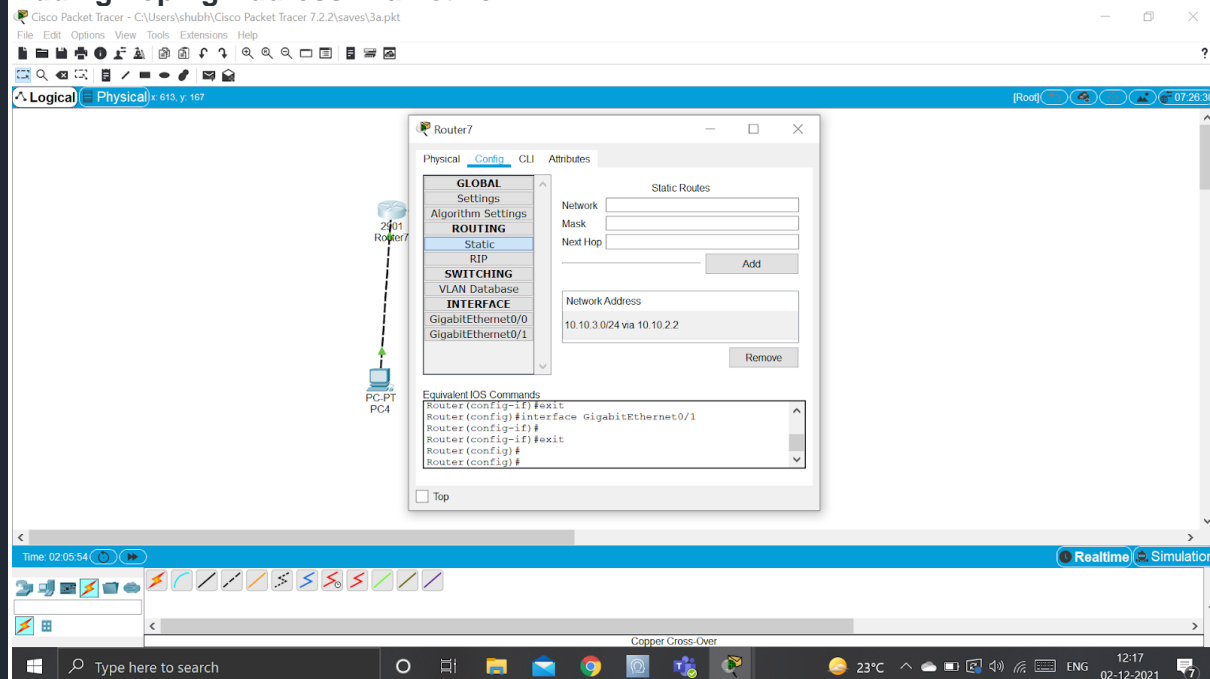 Cisco Packet Tracer - C:\Users\shubh\Cisco Packet Tracer 7.2.2\saves\3a.pkt
File Edit Options View Tools Extensions Help
?
Logical Physical x: 613, y: 167 [Root] 07:26:30
Router7
Physical Config CLI Attributes
GLOBAL
Settings
Algorithm Settings
ROUTING
Static
RIP
SWITCHING
VLAN Database
INTERFACE
GigabitEthernet0/0
GigabitEthernet0/1
Static Routes
Network
Mask
Next Hop
Add
Network Address
10.10.3.0/24 via 10.10.2.2
Remove
Equivalent IOS Commands
Router(config-if)#exit
Router(config)#interface GigabitEthernet0/1
Router(config-if)#
Router(config-if)#exit
Router(config)#
Router(config)#
Top
2901
Router7
PC-PT
PC4
Time: 02:05:54 Realtime Simulation
Copper Cross-Over
Type here to search
23°C ENG 12:17
02-12-2021
7